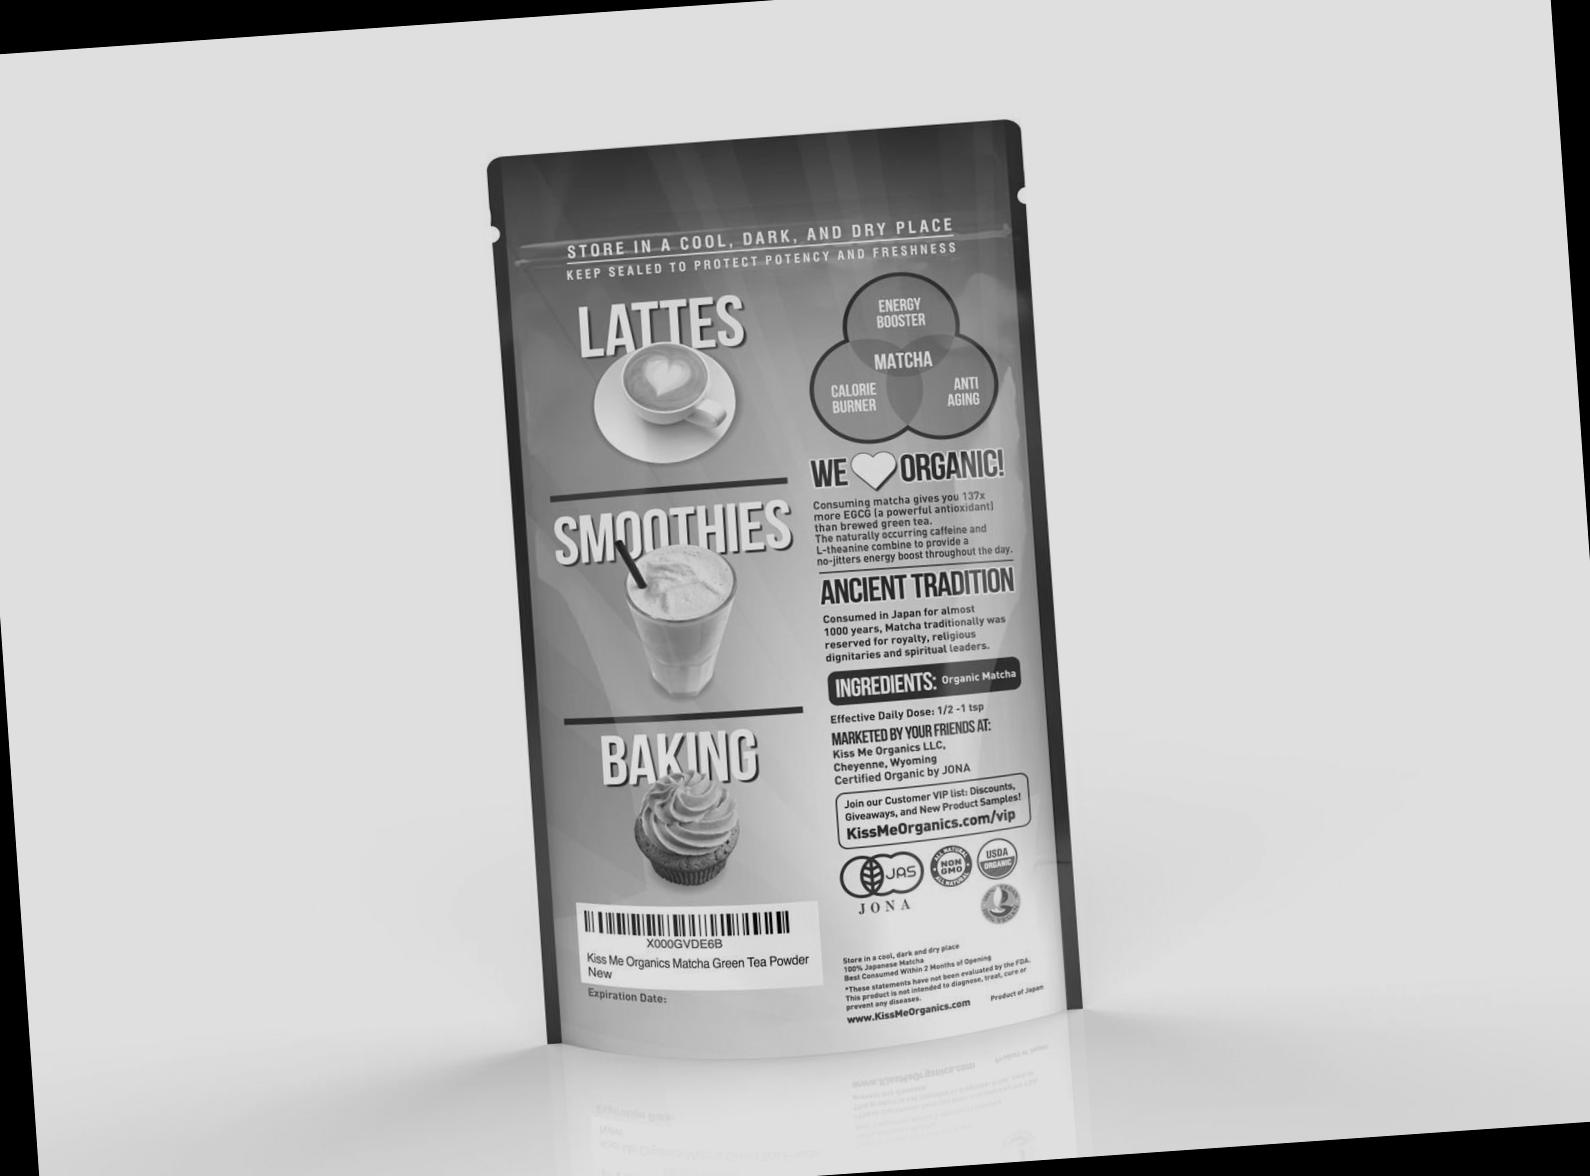 STORE IN A COOL, DARK, AND DRY PLACE
KEEP SEALED TO PROTECT POTENCY AND FRESHNESS
LATTES
SMOOTHIES
BAKING
X000GVDE6B
Kiss Me Organics Matcha Green Tea Powder
New
Expiration Date:
ENERGY
BOOSTER
MATCHA
CALORIE
BURNER
ANTI
AGING
WE ORGANIC!
Consuming matcha gives you 137x
more EGCG (a powerful antioxidant)
than brewed green tea.
The naturally occurring caffeine and
L-theanine combine to provide a
no-jitters energy boost throughout the day.
ANCIENT TRADITION
Consumed in Japan for almost
1000 years, Matcha traditionally was
reserved for royalty, religious
dignitaries and spiritual leaders.
INGREDIENTS: Organic Matcha
Effective Daily Dose: 1/2 -1 tsp
MARKETED BY YOUR FRIENDS AT:
Kiss Me Organics LLC,
Cheyenne, Wyoming
Certified Organic by JONA
Join our Customer VIP list: Discounts,
Giveaways, and New Product Samples!
KissMeOrganics.com/vip
JAS
JONA
ALL NATURAL
NON
GMO
ALL NATURAL
USDA
ORGANIC
Store in a cool, dark and dry place
100% Japanese Matcha
Best Consumed Within 2 Months of Opening
*These statements have not been evaluated by the FDA.
This product is not intended to diagnose, treat, cure or
prevent any diseases.
www.KissMeOrganics.com
Product of Japan